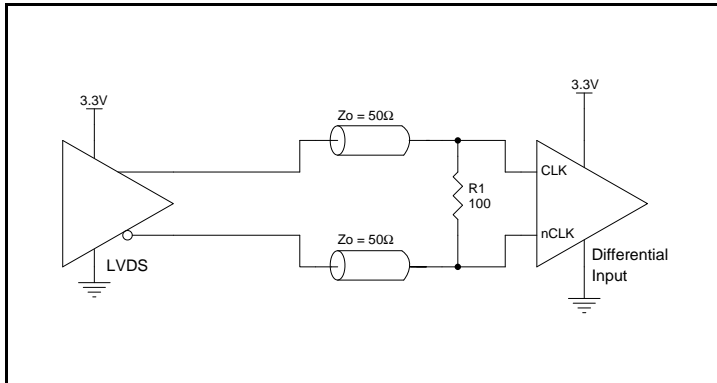 3.3V
3.3V
Zo = 50Ω
CLK
R1
100
Zo = 50Ω
nCLK
LVDS
Differential
Input